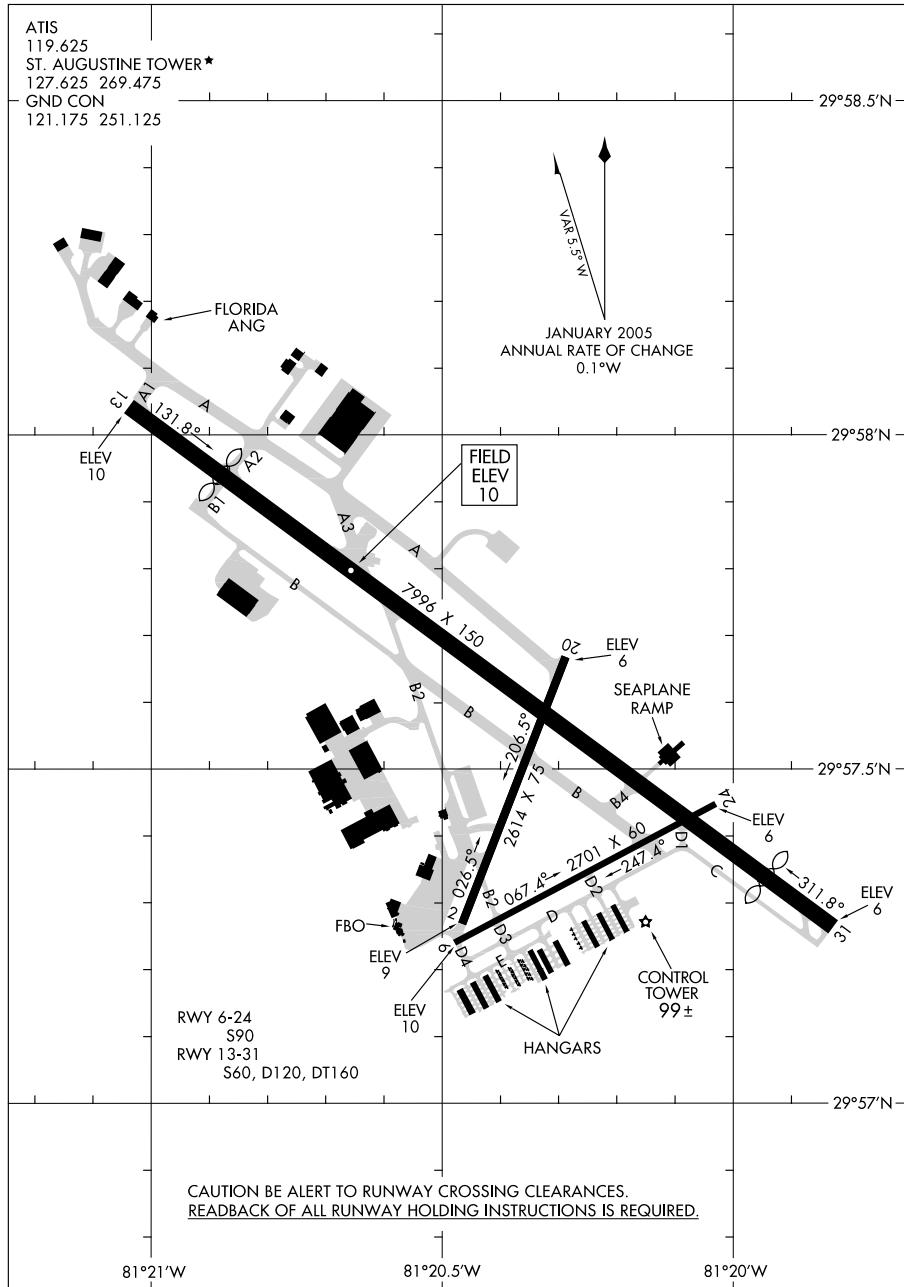 ATIS
119.625
ST. AUGUSTINE TOWER★
127.625 269.475
GND CON
121.175 251.125
29°58.5'N
VAR 5.5° W
JANUARY 2005
ANNUAL RATE OF CHANGE
0.1°W
FLORIDA
ANG
13
A1
A
131.8°
ELEV
10
29°58'N
A2
B1
FIELD
ELEV
10
A3
A
B
7996 X 150
20
ELEV
6
B2
B
SEAPLANE
RAMP
206.5°
2614 X 75
29°57.5'N
B
B4
24
ELEV
6
2701 X 60
D1
247.4°
C
067.4°
026.5°
D2
311.8°
B2
2
D
31
ELEV
6
FBO
D3
6
D4
E
ELEV
9
ELEV
10
CONTROL
TOWER
99±
HANGARS
RWY 6-24
S90
RWY 13-31
S60, D120, DT160
29°57'N
CAUTION BE ALERT TO RUNWAY CROSSING CLEARANCES.
READBACK OF ALL RUNWAY HOLDING INSTRUCTIONS IS REQUIRED.
81°21'W
81°20.5'W
81°20'W